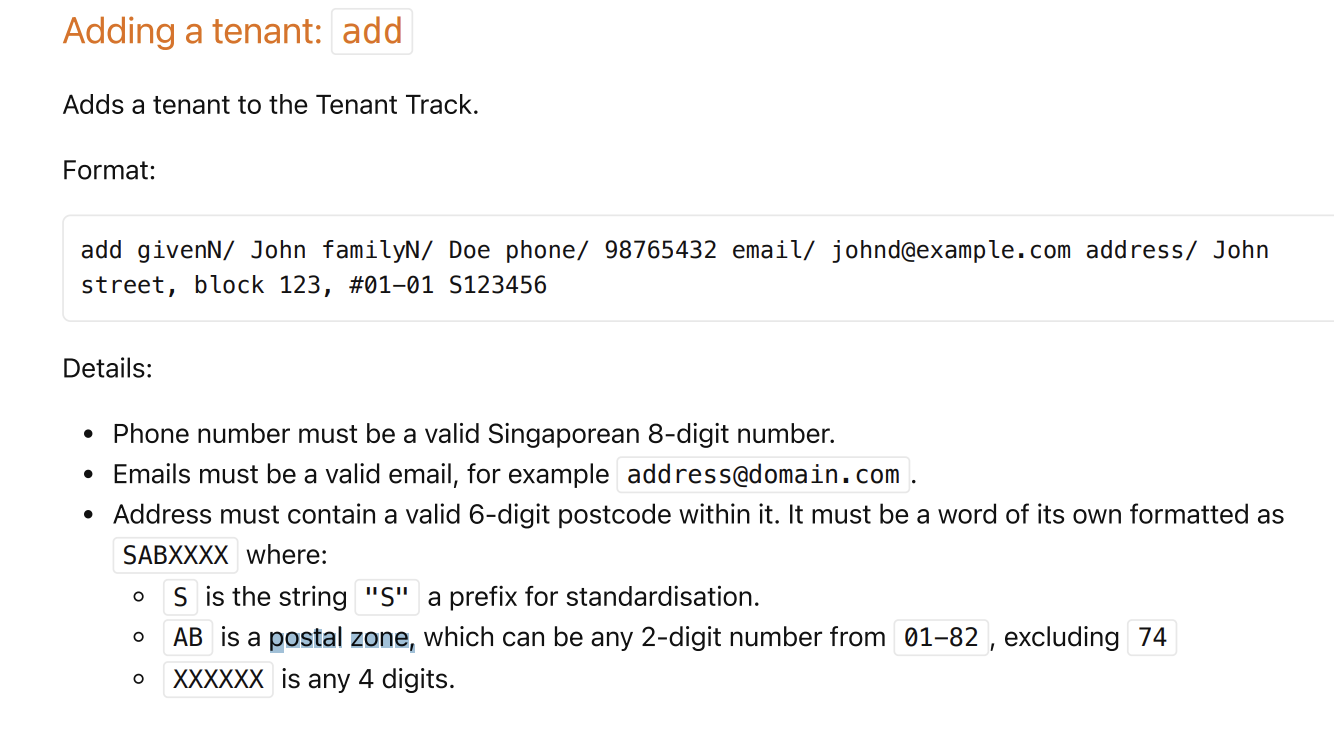 Adding a tenant: add
Adds a tenant to the Tenant Track.
Format:
add givenN/ John familyN/ Doe phone/ 98765432 email/ johnd@example.com address/ John
street, block 123, #01-01 S123456
Details:
• Phone number must be a valid Singaporean 8-digit number.
• Emails must be a valid email, for example address@domain.com.
• Address must contain a valid 6-digit postcode within it. It must be a word of its own formatted as
SABXXXX where:
◦ S is the string "S" a prefix for standardisation.
◦ AB is a postal zone, which can be any 2-digit number from 01-82, excluding 74
◦ XXXXXX is any 4 digits.